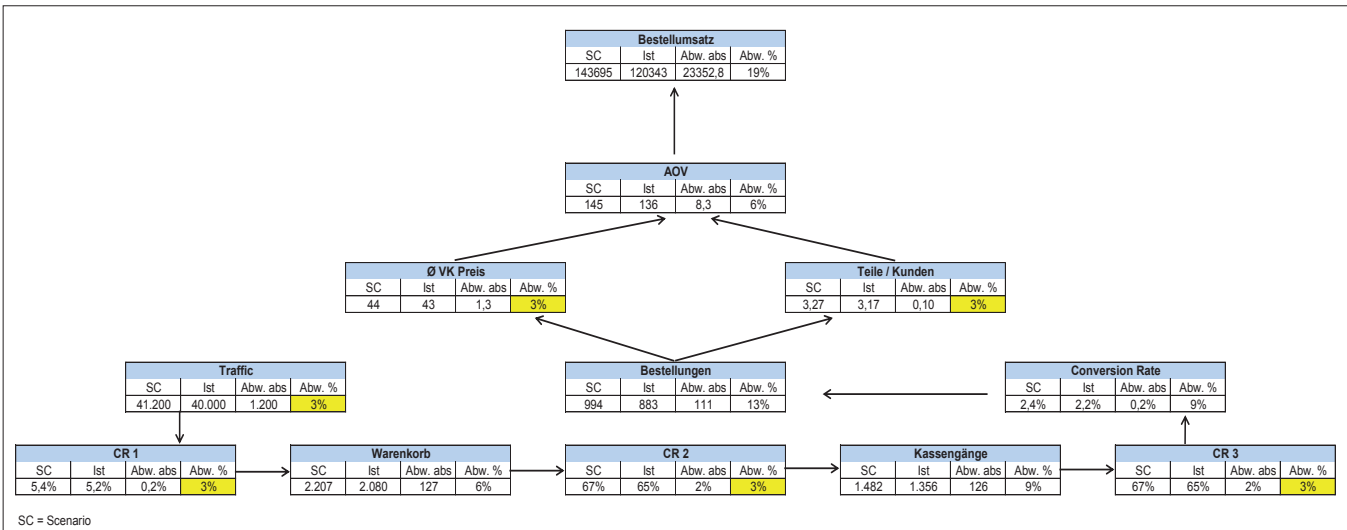 Bestellumsatz
SC Ist Abw. abs Abw. %
143695 120343 23352,8 19%
AOV
SC Ist Abw. abs Abw. %
145 136 8,3 6%
Ø VK Preis
SC Ist Abw. abs Abw. %
44 43 1,3 3%
Teile / Kunden
SC Ist Abw. abs Abw. %
3,27 3,17 0,10 3%
Traffic
SC Ist Abw. abs Abw. %
41.200 40.000 1.200 3%
Bestellungen
SC Ist Abw. abs Abw. %
994 883 111 13%
Conversion Rate
SC Ist Abw. abs Abw. %
2,4% 2,2% 0,2% 9%
CR 1
SC Ist Abw. abs Abw. %
5,4% 5,2% 0,2% 3%
Warenkorb
SC Ist Abw. abs Abw. %
2.207 2.080 127 6%
CR 2
SC Ist Abw. abs Abw. %
67% 65% 2% 3%
Kassengänge
SC Ist Abw. abs Abw. %
1.482 1.356 126 9%
CR 3
SC Ist Abw. abs Abw. %
67% 65% 2% 3%
SC = Scenario